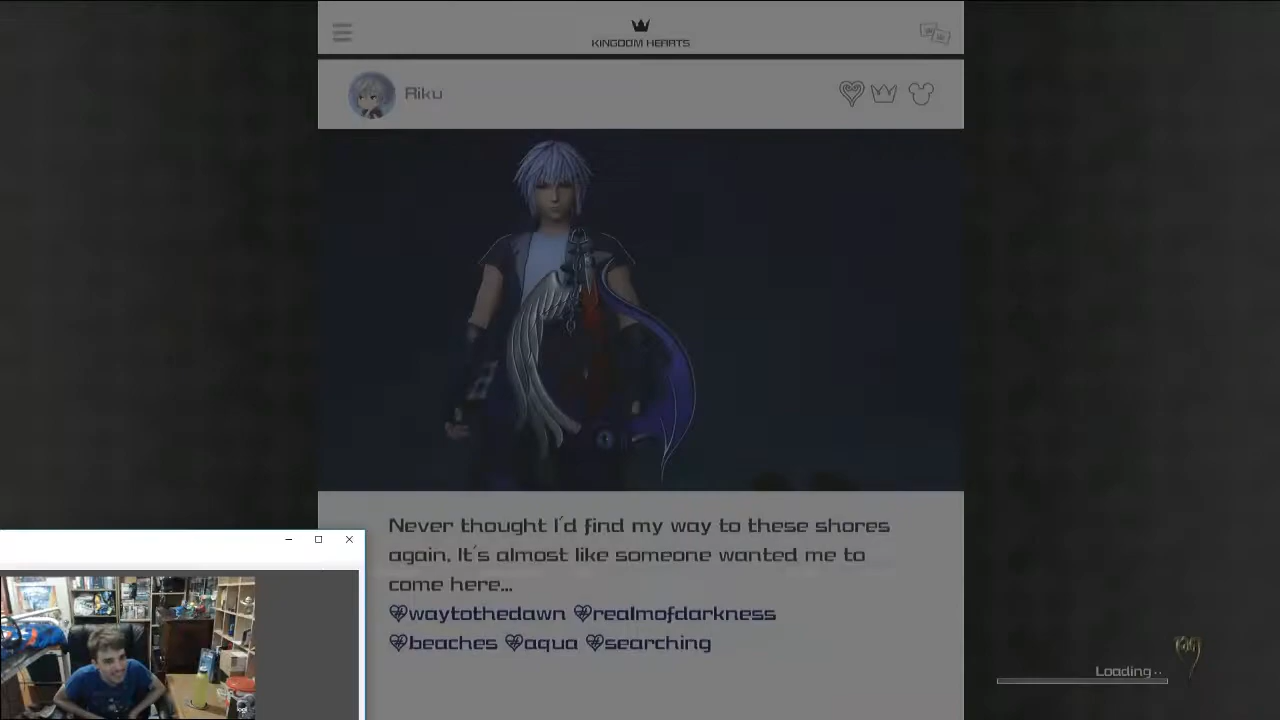 KINGDOM HEARTS
Riku
Never thought I'd find my way to these shores
again. It's almost like someone wanted me to
come here...
waytothedawn realmofdarkness
beaches aqua searching
Loading..